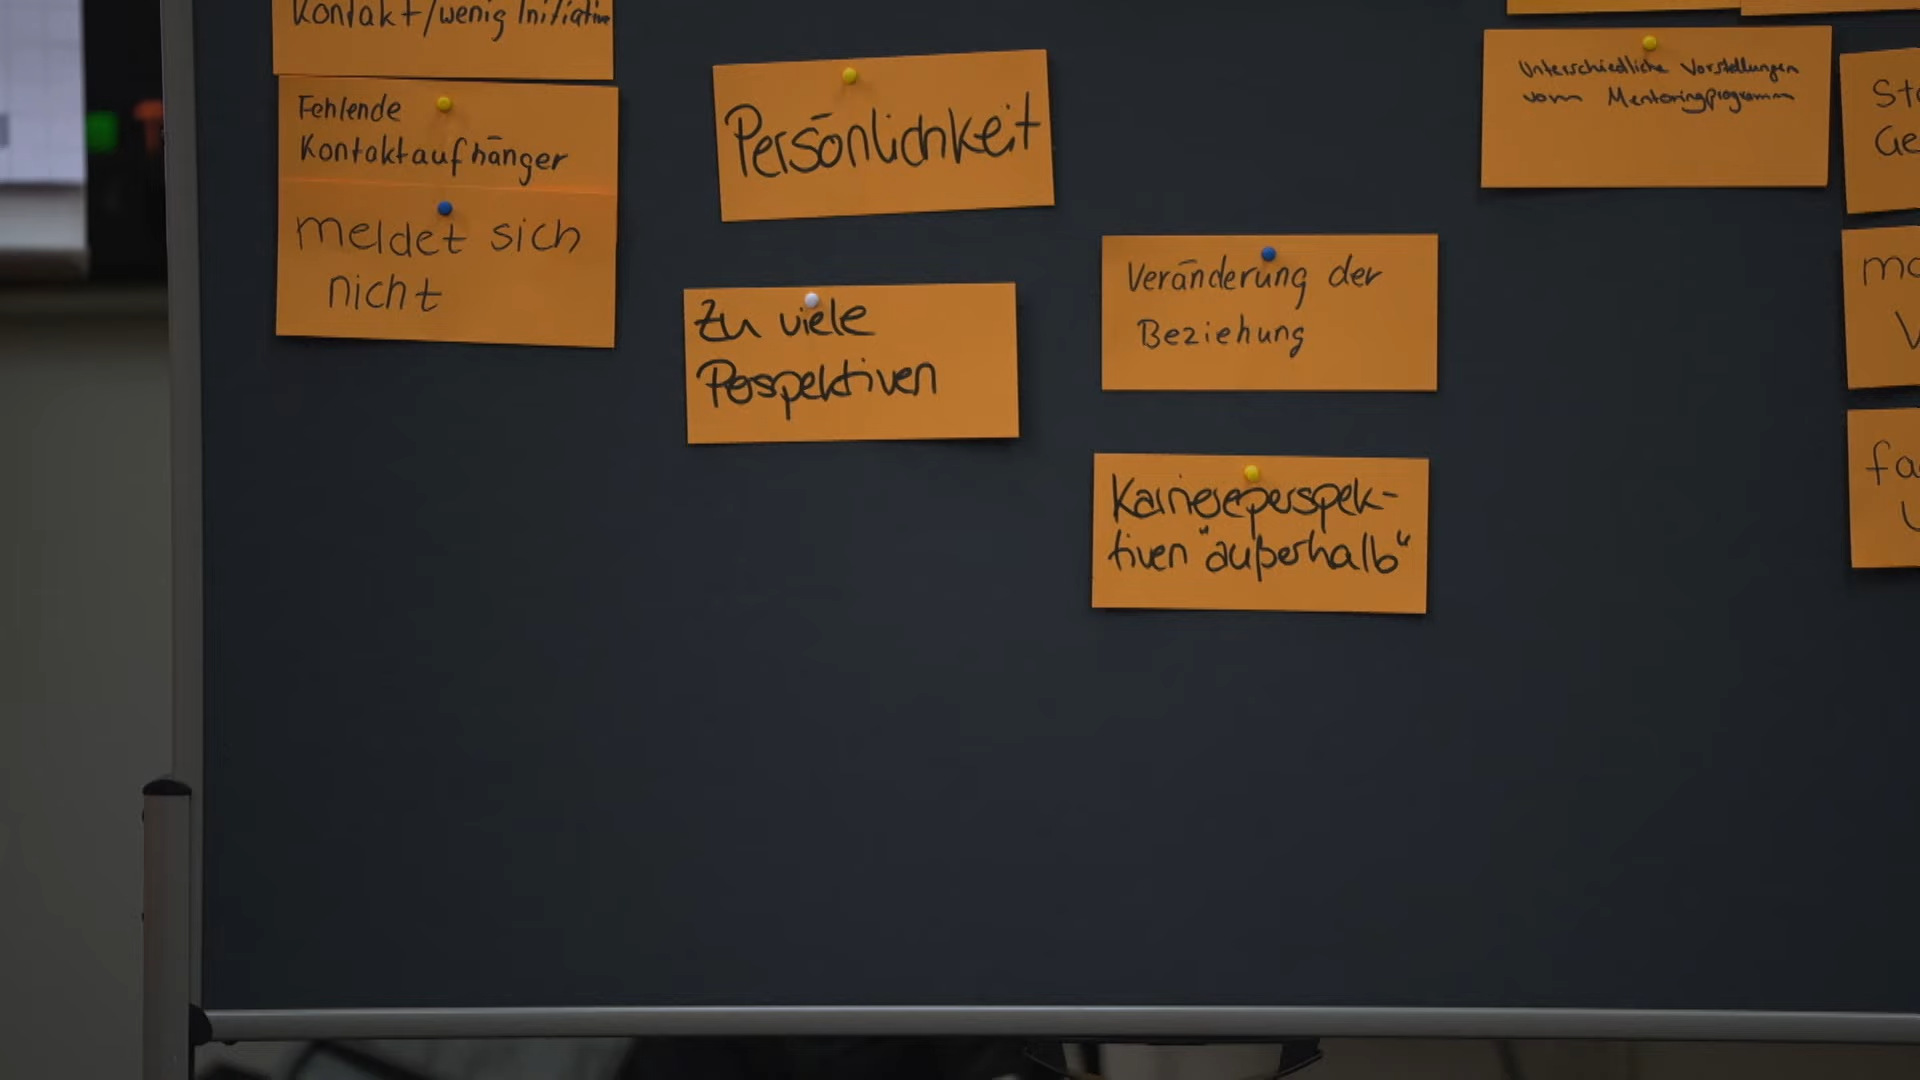 Kontakt/wenig Initiative
Fehlende
Kontaktaufhänger
meldet sich
nicht
Persönlichkeit
Zu viele
Perspektiven
Veränderung der
Beziehung
Karriereperspek-
tiven "außerhalb"
Unterschiedliche Vorstellungen
vom Mentoringprogramm